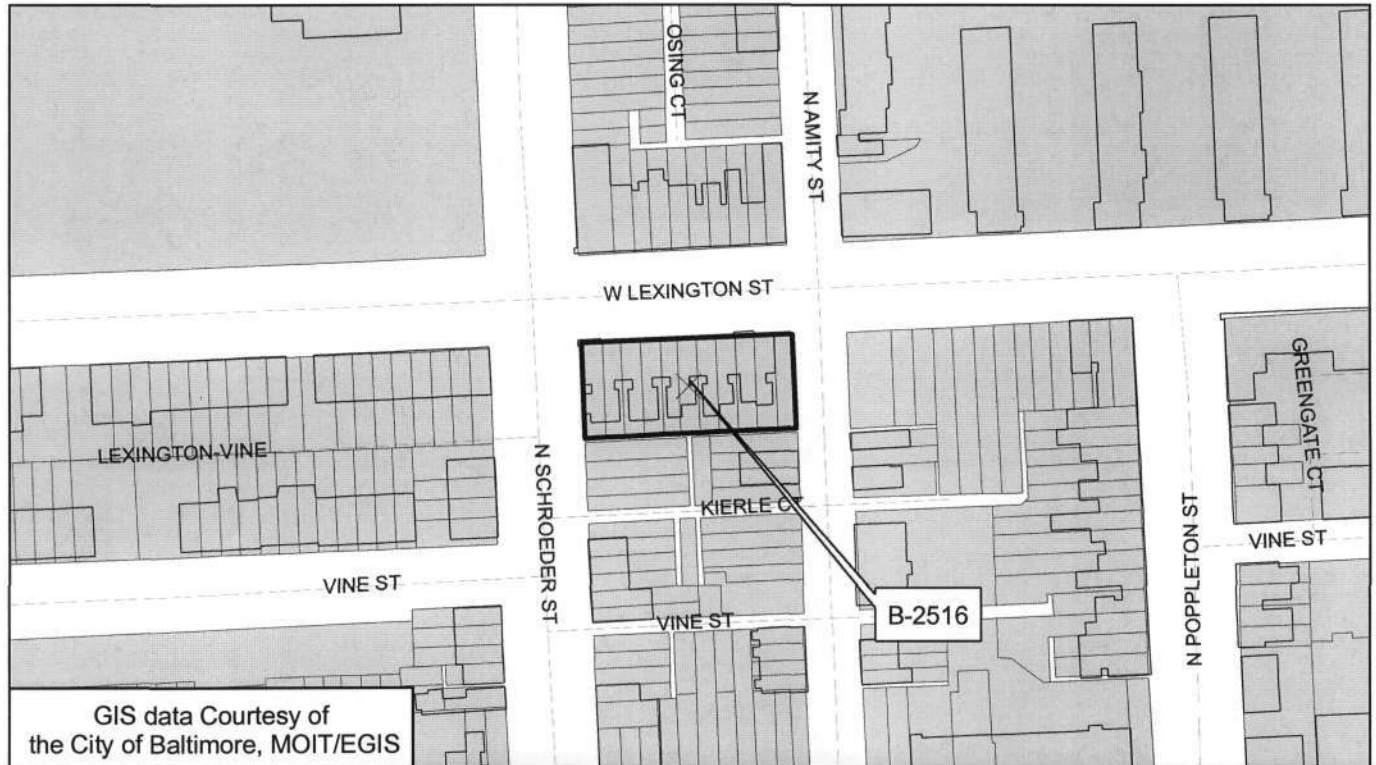 OSING CT
N AMITY ST
W LEXINGTON ST
GREENGATE CT
LEXINGTON-VINE
N SCHROEDER ST
KIERLE CT
N POPPLETON ST
VINE ST
VINE ST
B-2516
VINE ST
GIS data Courtesy of
the City of Baltimore, MOIT/EGIS